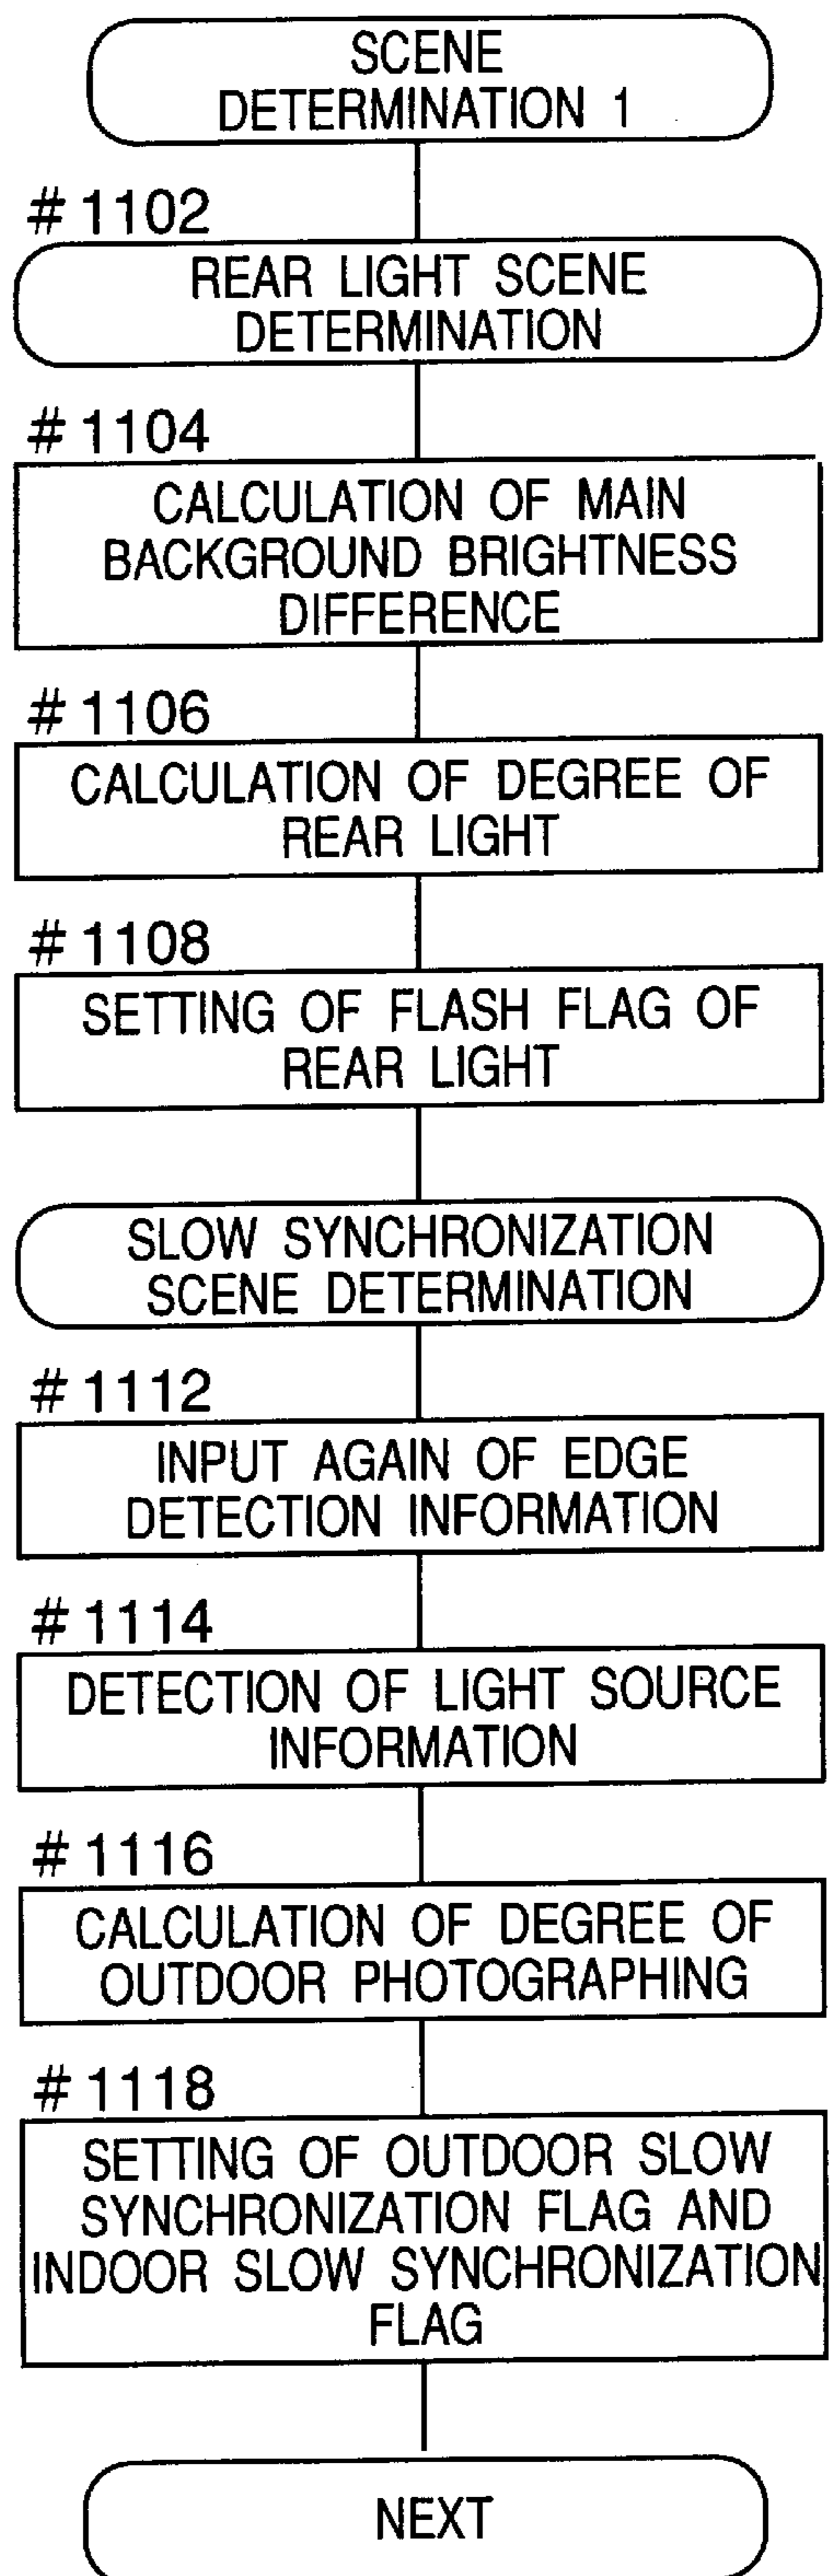 SCENE
DETERMINATION 1
# 1102
REAR LIGHT SCENE
DETERMINATION
# 1104
CALCULATION OF MAIN
BACKGROUND BRIGHTNESS
DIFFERENCE
# 1106
CALCULATION OF DEGREE OF
REAR LIGHT
# 1108
SETTING OF FLASH FLAG OF
REAR LIGHT
SLOW SYNCHRONIZATION
SCENE DETERMINATION
# 1112
INPUT AGAIN OF EDGE
DETECTION INFORMATION
# 1114
DETECTION OF LIGHT SOURCE
INFORMATION
# 1116
CALCULATION OF DEGREE OF
OUTDOOR PHOTOGRAPHING
# 1118
SETTING OF OUTDOOR SLOW
SYNCHRONIZATION FLAG AND
INDOOR SLOW SYNCHRONIZATION
FLAG
NEXT